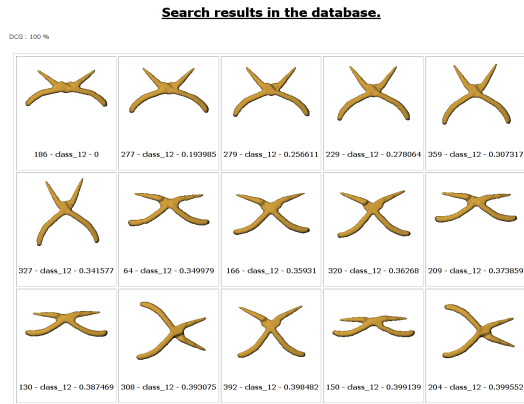 Search results in the database.
DCG : 100 %
186 - class_12 - 0 277 - class_12 - 0.193985 279 - class_12 - 0.256611 229 - class_12 - 0.278064 359 - class_12 - 0.307317
327 - class_12 - 0.341577 64 - class_12 - 0.349979 166 - class_12 - 0.35931 320 - class_12 - 0.36268 209 - class_12 - 0.373859
130 - class_12 - 0.387469 308 - class_12 - 0.393075 392 - class_12 - 0.398482 150 - class_12 - 0.399139 204 - class_12 - 0.399552